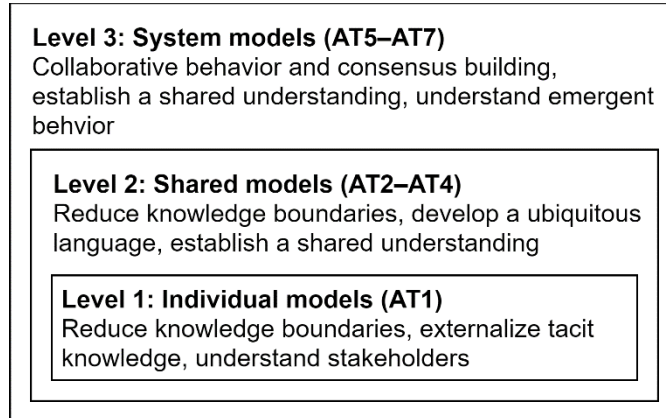 Level 3: System models (AT5–AT7)
Collaborative behavior and consensus building,
establish a shared understanding, understand emergent
behvior
Level 2: Shared models (AT2–AT4)
Reduce knowledge boundaries, develop a ubiquitous
language, establish a shared understanding
Level 1: Individual models (AT1)
Reduce knowledge boundaries, externalize tacit
knowledge, understand stakeholders